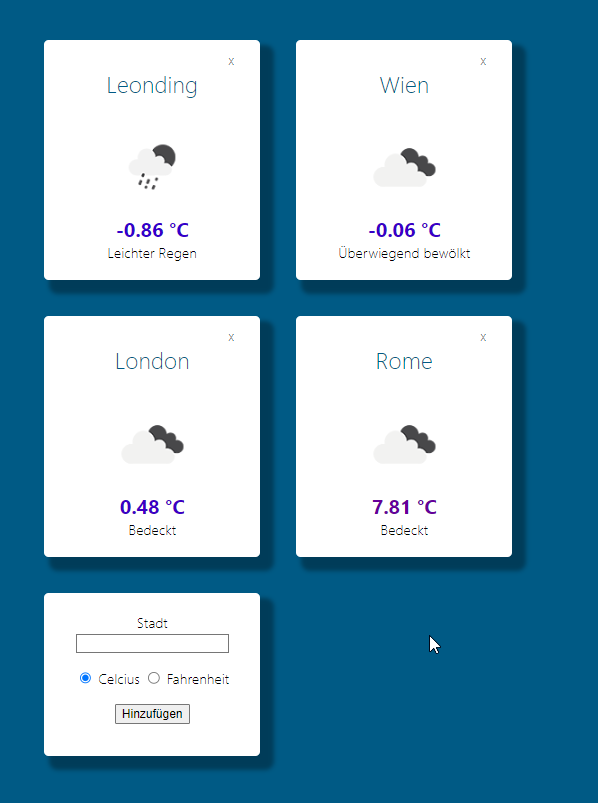 x
Leonding
-0.86 °C
Leichter Regen
x
Wien
-0.06 °C
Überwiegend bewölkt
x
London
0.48 °C
Bedeckt
x
Rome
7.81 °C
Bedeckt
Stadt
Celcius Fahrenheit
Hinzufügen